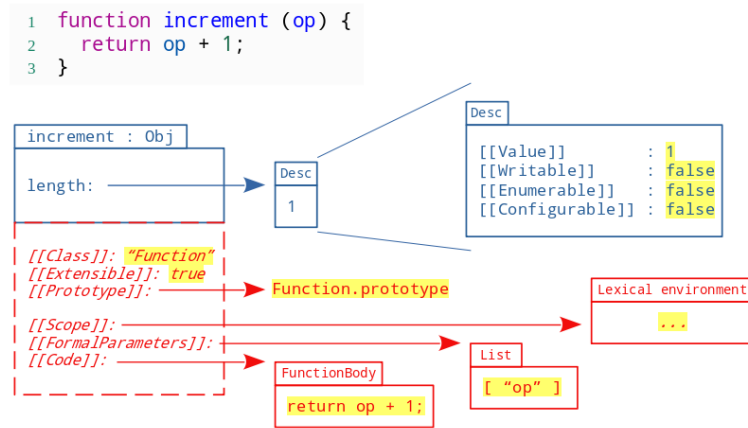 1 function increment (op) {
2 return op + 1;
3 }
increment : Obj
length:
Desc
1
Desc
[[Value]] : 1
[[Writable]] : false
[[Enumerable]] : false
[[Configurable]] : false
[[Class]]: “Function”
[[Extensible]]: true
[[Prototype]]:
Function.prototype
[[Scope]]:
[[FormalParameters]]:
[[Code]]:
Lexical environment
...
List
[ “op” ]
FunctionBody
return op + 1;